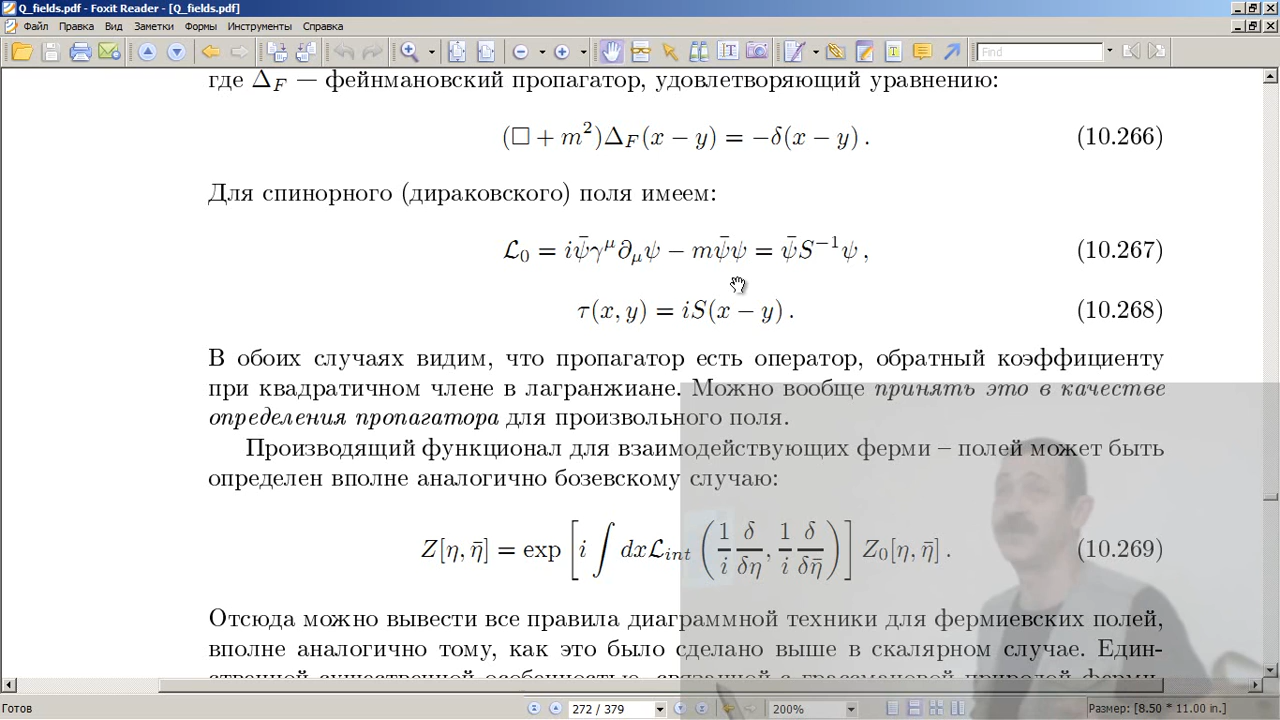 Q_fields.pdf - Foxit Reader - [Q_fields.pdf]
Файл Правка Вид Заметки Формы Инструменты Справка
Find
где Δ_F — фейнмановский пропагатор, удовлетворяющий уравнению:
(□ + m²)Δ_F(x − y) = −δ(x − y) . (10.266)
Для спинорного (дираковского) поля имеем:
ℒ₀ = iψ̄γ^μ∂_μψ − mψ̄ψ = ψ̄S⁻¹ψ , (10.267)
τ(x, y) = iS(x − y) . (10.268)
В обоих случаях видим, что пропагатор есть оператор, обратный коэффициенту
при квадратичном члене в лагранжиане. Можно вообще принять это в качестве
определения пропагатора для произвольного поля.
Производящий функционал для взаимодействующих ферми – полей может быть
определен вполне аналогично бозевскому случаю:
Z[η, η̄] = exp [ i ∫ dxℒ_int ( 1/i δ/δη , 1/i δ/δη̄ ) ] Z₀[η, η̄] . (10.269)
Отсюда можно вывести все правила диаграммной техники для фермиевских полей,
вполне аналогично тому, как это было сделано выше в скалярном случае. Един-
Готов 272 / 379 200% Размер: [8.50 * 11.00 in.]